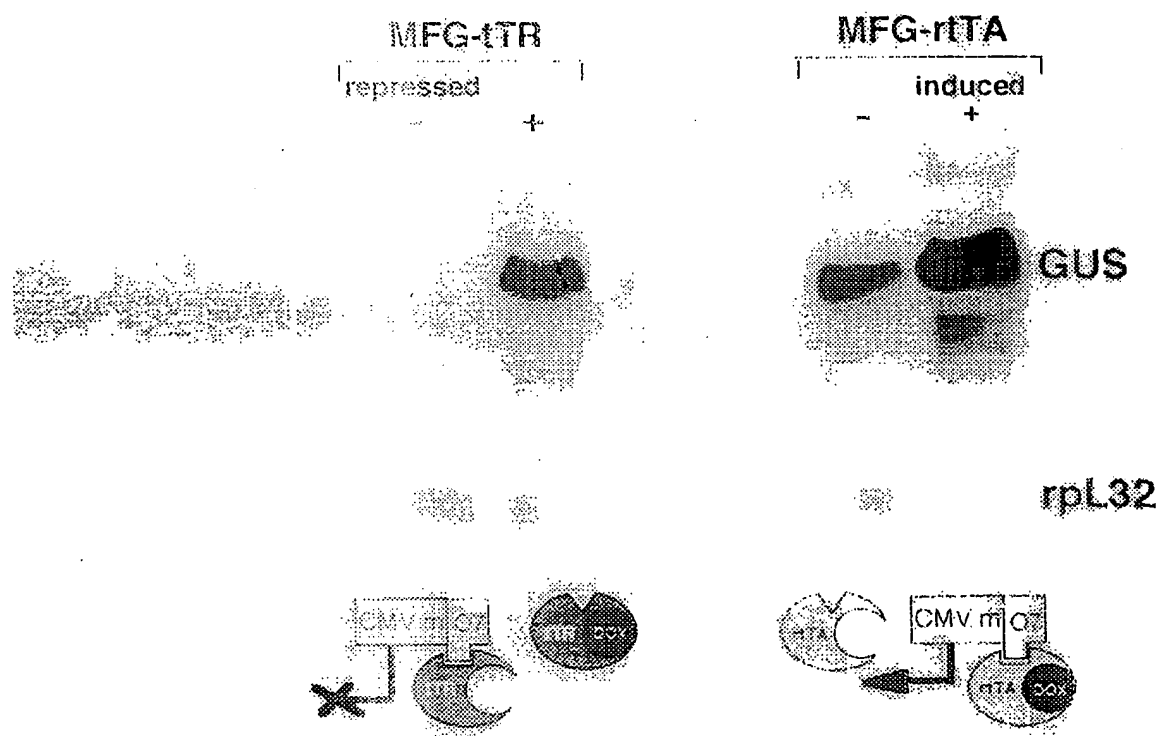 MFG-tTR
MFG-rtTA
repressed
induced
- +
- +
GUS
rpL32
CMV m O7
tTR DOX
rtTA
CMV m O7
rtTA DOX